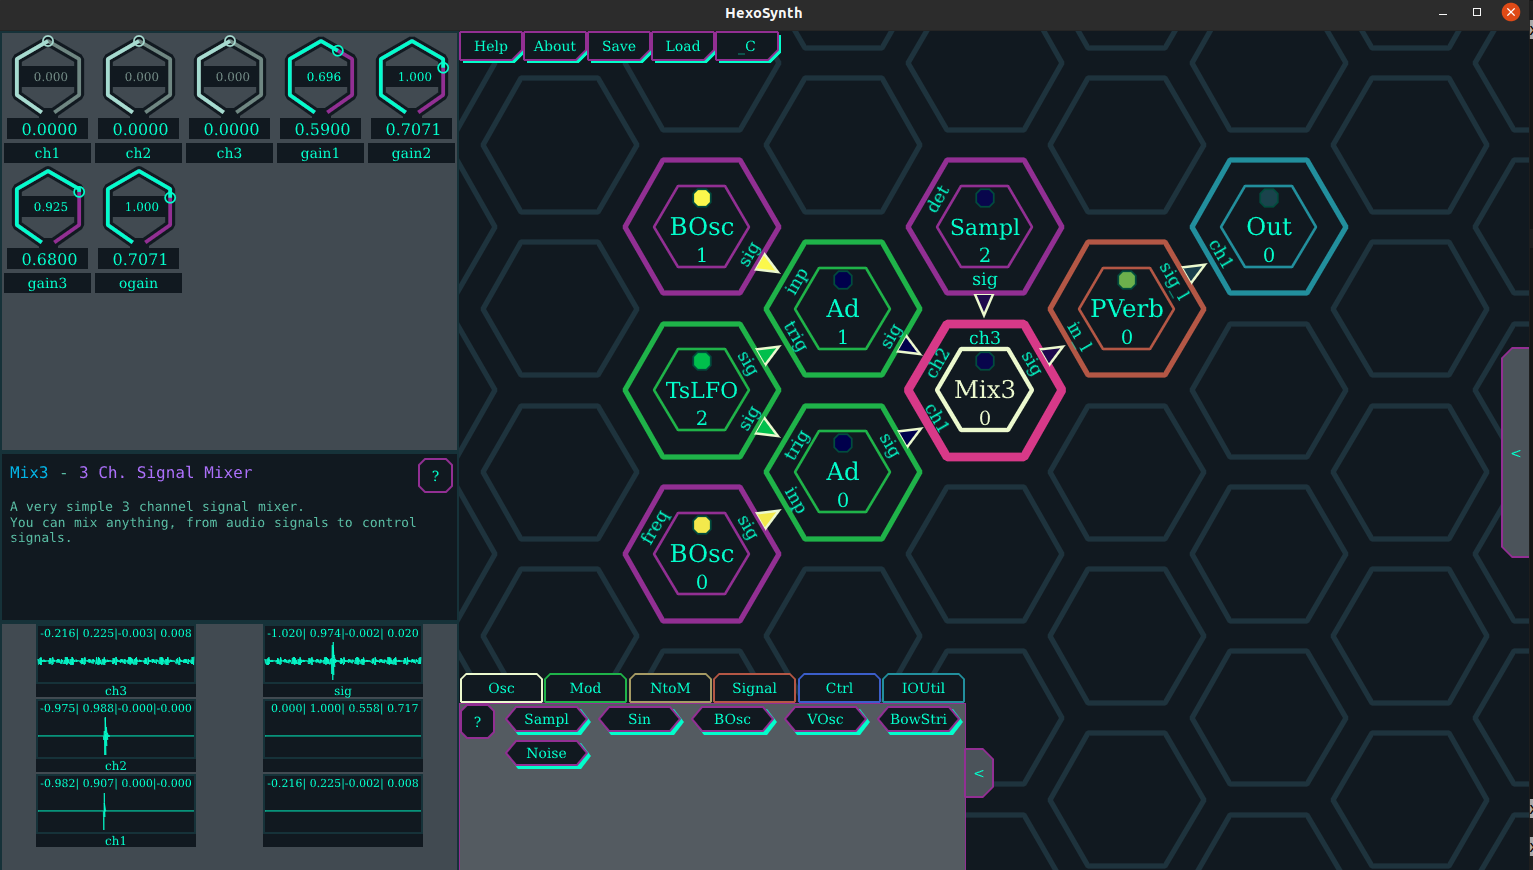 HexoSynth
Help About Save Load _C
0.000 0.000 0.000 0.696 1.000
0.0000 0.0000 0.0000 0.5900 0.7071
ch1 ch2 ch3 gain1 gain2
0.925 1.000
0.6800 0.7071
gain3 ogain
Mix3 - 3 Ch. Signal Mixer
?
A very simple 3 channel signal mixer.
You can mix anything, from audio signals to control
signals.
-0.216| 0.225|-0.003| 0.008
ch3
-1.020| 0.974|-0.002| 0.020
sig
-0.975| 0.988|-0.000|-0.000
ch2
0.000| 1.000| 0.558| 0.717
-0.982| 0.907| 0.000|-0.000
ch1
-0.216| 0.225|-0.002| 0.008
BOsc
1
sig
inp
Ad
1
trig
sig
det
Sampl
2
sig
Out
0
ch1
sig_l
PVerb
0
in_l
TsLFO
2
sig
sig
ch3
ch2
Mix3
0
ch1
sig
trig
Ad
0
inp
sig
freq
BOsc
0
sig
<
Osc Mod NtoM Signal Ctrl IOUtil
? Sampl Sin BOsc VOsc BowStri
Noise
<